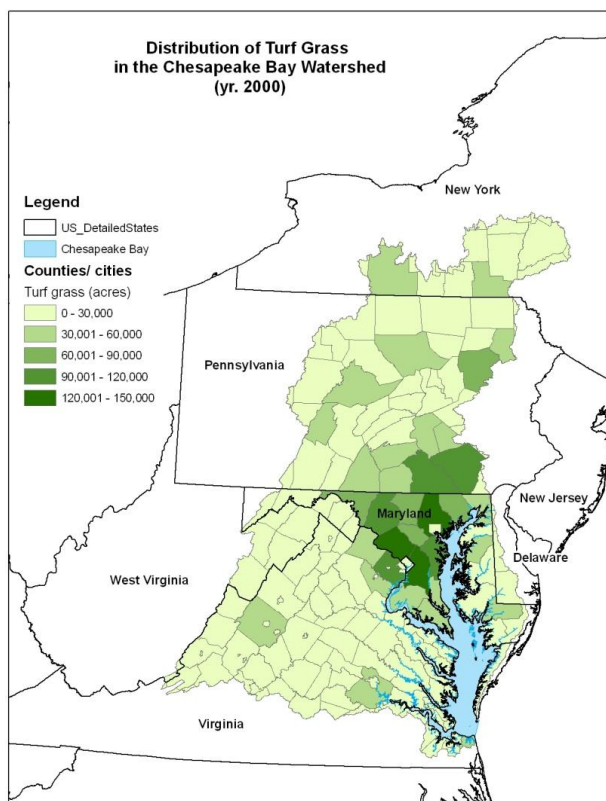 Distribution of Turf Grass
in the Chesapeake Bay Watershed
(yr. 2000)
New York
Legend
US_DetailedStates
Chesapeake Bay
Counties/ cities
Turf grass (acres)
0 - 30,000
30,001 - 60,000
60,001 - 90,000
90,001 - 120,000
120,001 - 150,000
Pennsylvania
New Jersey
Maryland
Delaware
West Virginia
Virginia